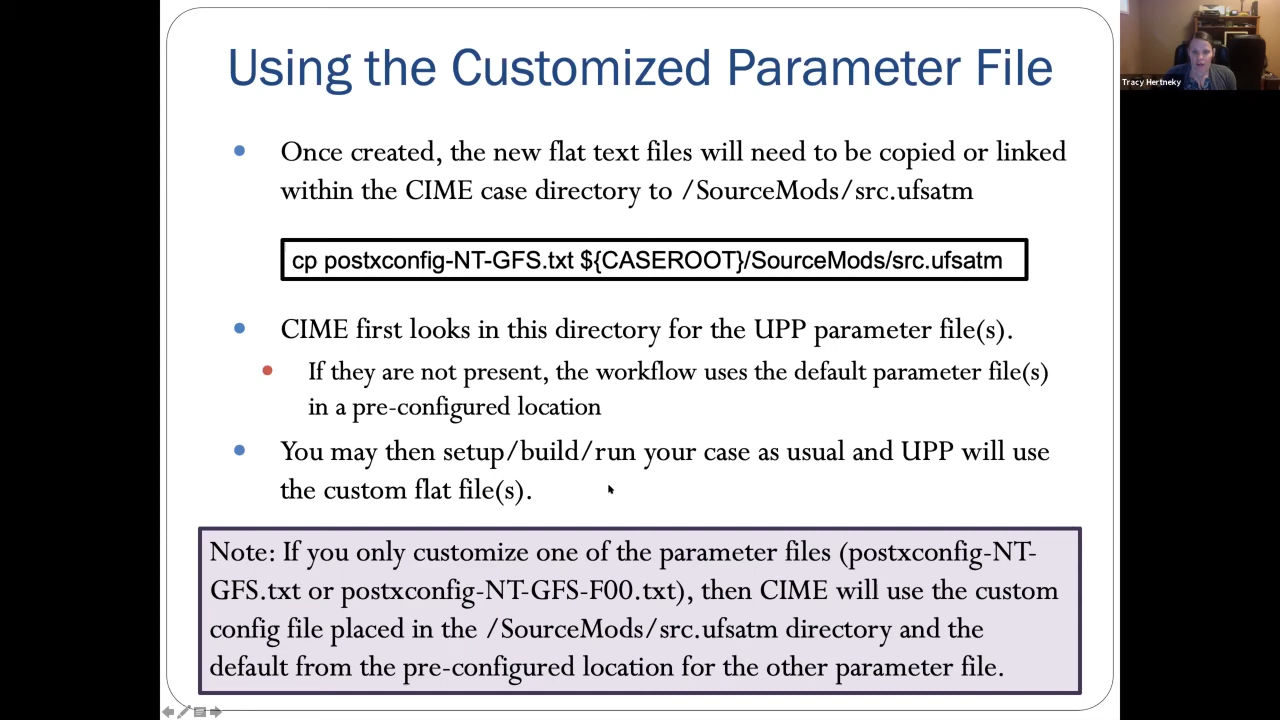 Using the Customized Parameter File
Tracy Hertneky
Once created, the new flat text files will need to be copied or linked
within the CIME case directory to /SourceMods/src.ufsatm
cp postxconfig-NT-GFS.txt ${CASEROOT}/SourceMods/src.ufsatm
CIME first looks in this directory for the UPP parameter file(s).
If they are not present, the workflow uses the default parameter file(s)
in a pre-configured location
You may then setup/build/run your case as usual and UPP will use
the custom flat file(s).
Note: If you only customize one of the parameter files (postxconfig-NT-
GFS.txt or postxconfig-NT-GFS-F00.txt), then CIME will use the custom
config file placed in the /SourceMods/src.ufsatm directory and the
default from the pre-configured location for the other parameter file.